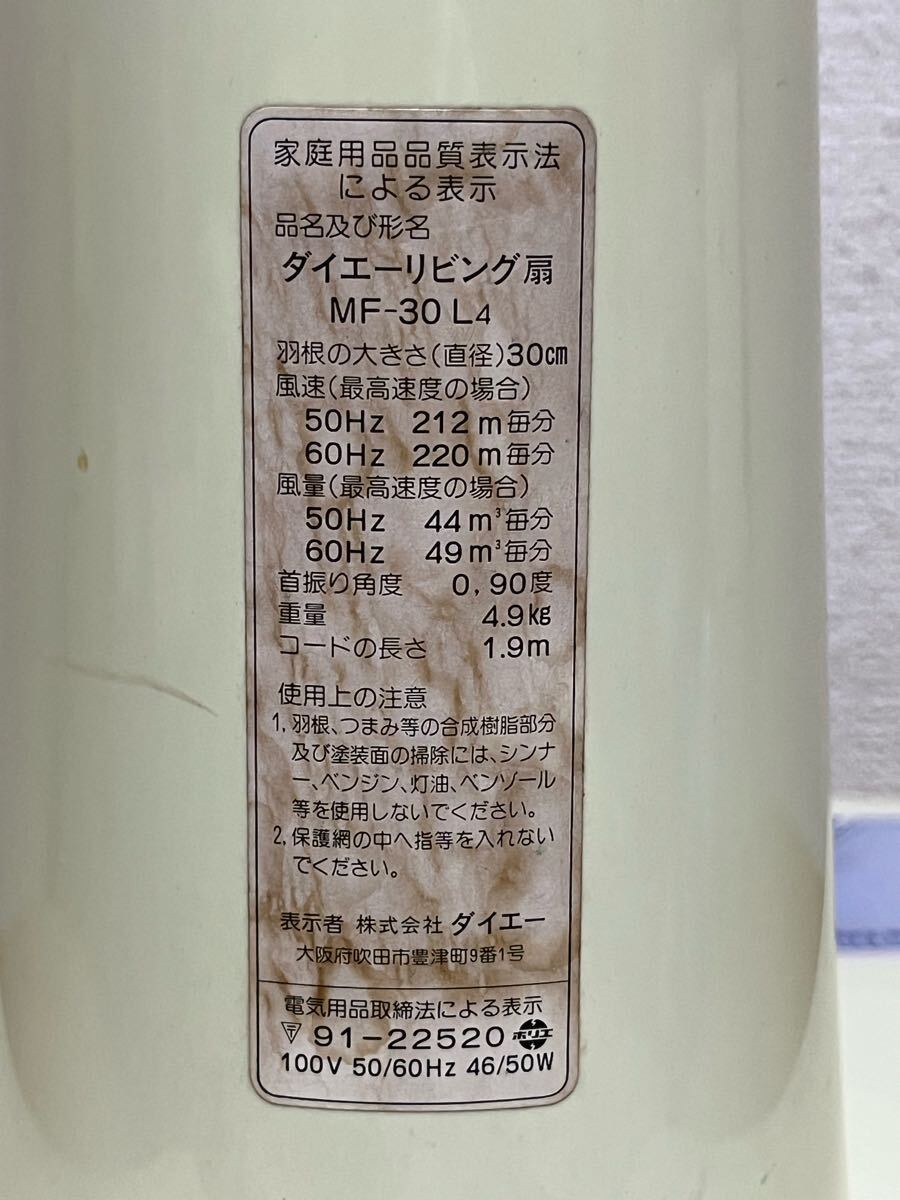 家庭用品品質表示法
による表示
品名及び形名
ダイエーリビング扇
MF-30 L4
羽根の大きさ(直径)30cm
風速(最高速度の場合)
50Hz 212 m毎分
60Hz 220 m毎分
風量(最高速度の場合)
50Hz 44 m³毎分
60Hz 49 m³毎分
首振り角度 0,90度
重量 4.9kg
コードの長さ 1.9m
使用上の注意
1,羽根、つまみ等の合成樹脂部分
及び塗装面の掃除には、シンナ
ー、ベンジン、灯油、ベンゾール
等を使用しないでください。
2,保護網の中へ指等を入れない
でください。
表示者 株式会社 ダイエー
大阪府吹田市豊津町9番1号
電気用品取締法による表示
〒 91-22520 ホリエ
100V 50/60Hz 46/50W